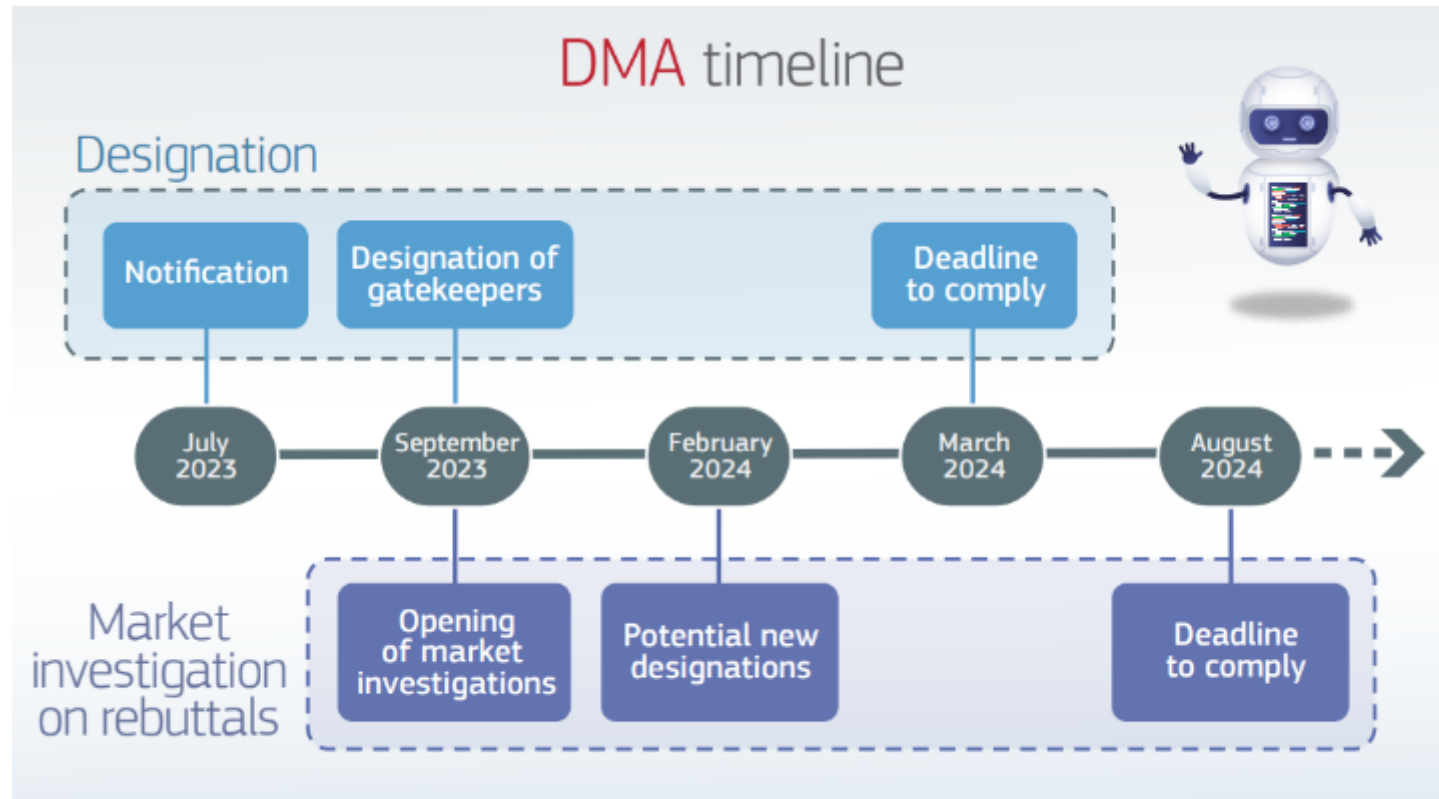 DMA timeline
Designation
Notification
Designation of
gatekeepers
Deadline
to comply
July
2023
September
2023
February
2024
March
2024
August
2024
Market
investigation
on rebuttals
Opening
of market
investigations
Potential new
designations
Deadline
to comply